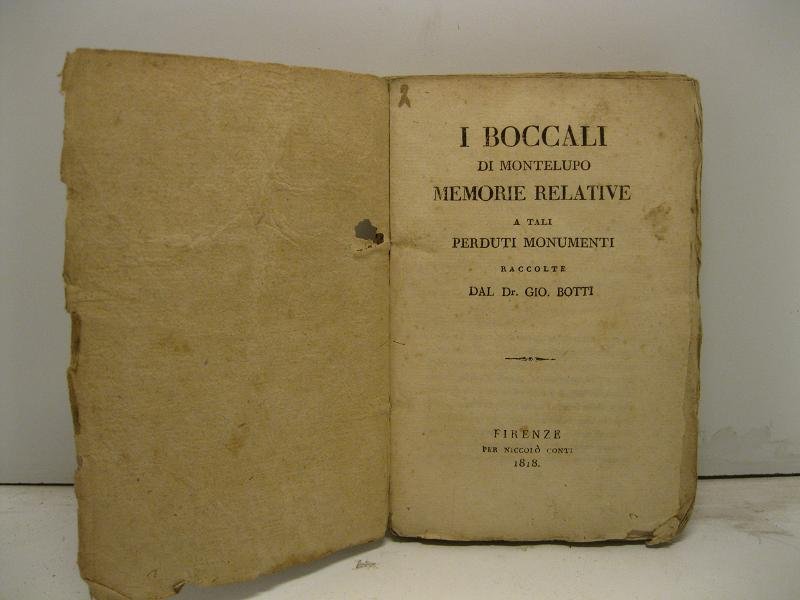 I BOCCALI
DI MONTELUPO
MEMORIE RELATIVE
A TALI
PERDUTI MONUMENTI
RACCOLTE
DAL Dr. GIO. BOTTI
FIRENZE
PER NICCOLÒ CONTI
1818.